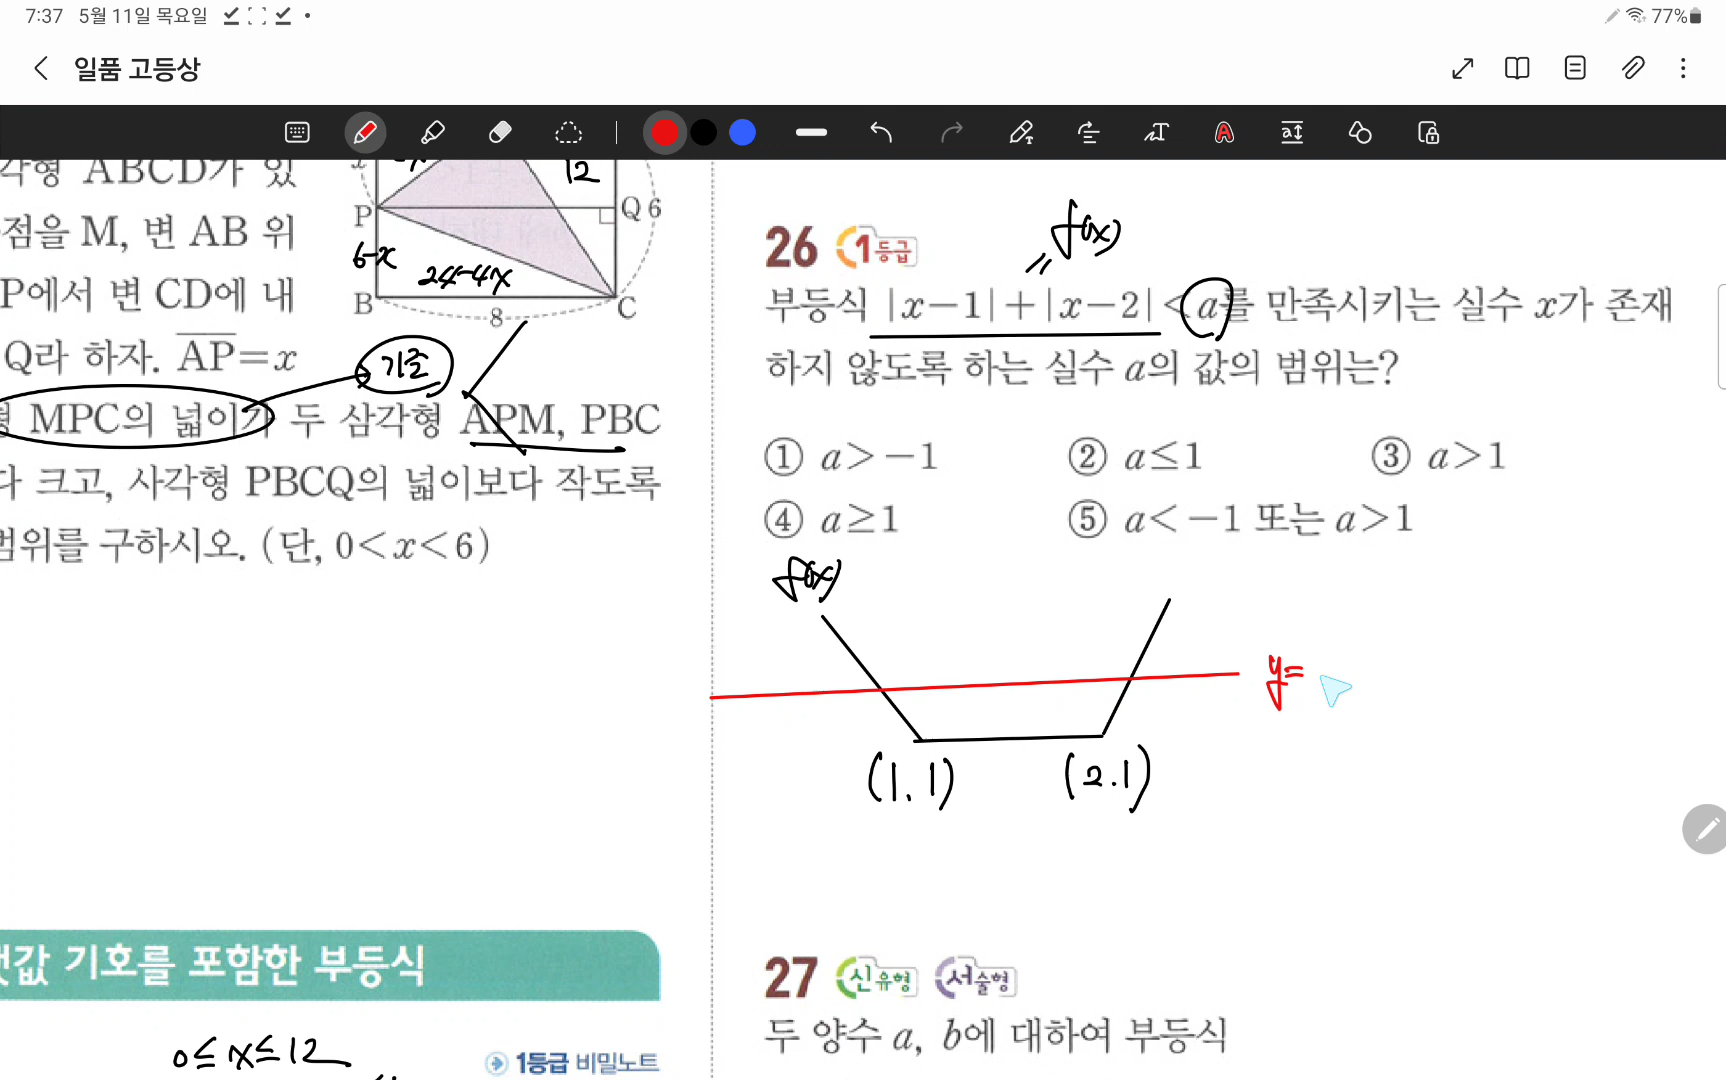 7:37 5월 11일 목요일
77%
일품 고등상
각형 ABCD가 있
점을 M, 변 AB 위
P에서 변 CD에 내
Q라 하자. AP=x
MPC의 넓이가 두 삼각형 APM, PBC
다 크고, 사각형 PBCQ의 넓이보다 작도록
범위를 구하시오. (단, 0<x<6)
12
P
Q 6
6-x
24-4x
B
8
C
기준
값 기호를 포함한 부등식
0≤x≤12
1등급 비밀노트
26 1등급
= f(x)
부등식 |x-1|+|x-2|<a를 만족시키는 실수 x가 존재
하지 않도록 하는 실수 a의 값의 범위는?
① a>-1 ② a≤1 ③ a>1
④ a≥1 ⑤ a<-1 또는 a>1
f(x)
y=
(1.1) (2.1)
27 신유형 서술형
두 양수 a, b에 대하여 부등식